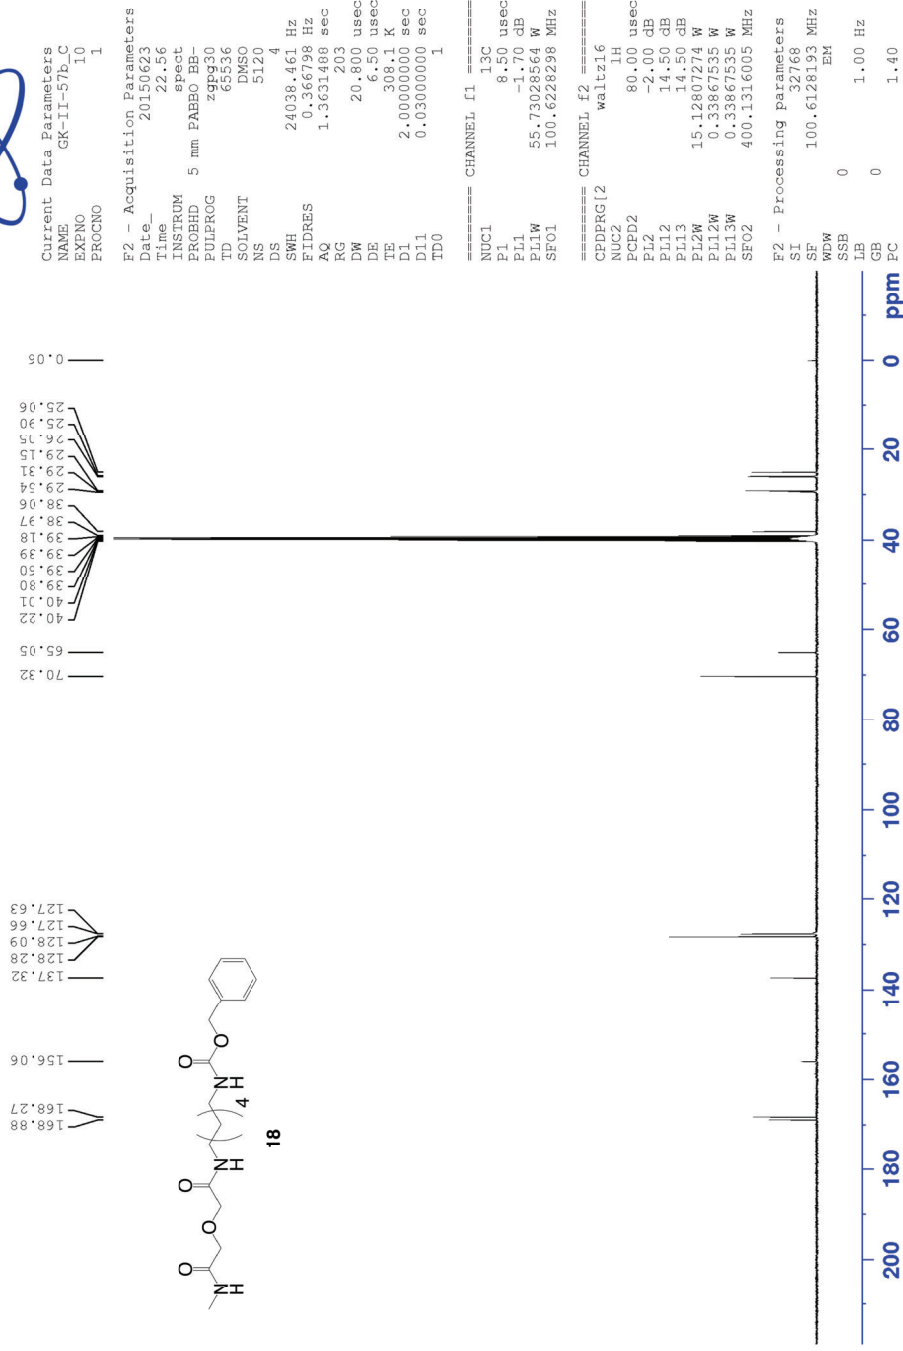 168.88
168.27
156.06
137.32
128.28
128.09
127.66
127.63
70.32
65.05
40.22
40.01
39.80
39.50
39.39
39.18
38.97
38.06
29.54
29.31
29.15
26.15
25.90
25.06
0.05
O
O
O
O
N
H
N
H
N
H
O
4
18
Current Data Parameters
NAME GK-II-57b_C
EXPNO 10
PROCNO 1
F2 - Acquisition Parameters
Date_ 20150623
Time 22.56
INSTRUM spect
PROBHD 5 mm PABBO BB-
PULPROG zgpg30
TD 65536
SOLVENT DMSO
NS 5120
DS 4
SWH 24038.461 Hz
FIDRES 0.366798 Hz
AQ 1.3631488 sec
RG 203
DW 20.800 usec
DE 6.50 usec
TE 308.1 K
D1 2.00000000 sec
D11 0.03000000 sec
TD0 1
======== CHANNEL f1 ========
NUC1 13C
P1 8.50 usec
PL1 -1.70 dB
PL1W 55.73028564 W
SFO1 100.6228298 MHz
======== CHANNEL f2 ========
CPDPRG[2 waltz16
NUC2 1H
PCPD2 80.00 usec
PL2 -2.00 dB
PL12 14.50 dB
PL13 14.50 dB
PL2W 15.12807274 W
PL12W 0.33867535 W
PL13W 0.33867535 W
SFO2 400.1316005 MHz
F2 - Processing parameters
SI 32768
SF 100.6128193 MHz
WDW EM
SSB 0
LB 1.00 Hz
GB 0
PC 1.40
200 180 160 140 120 100 80 60 40 20 0 ppm